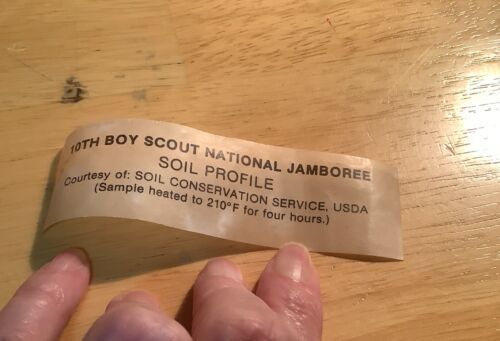 10TH BOY SCOUT NATIONAL JAMBOREE
SOIL PROFILE
Courtesy of: SOIL CONSERVATION SERVICE, USDA
(Sample heated to 210°F for four hours.)